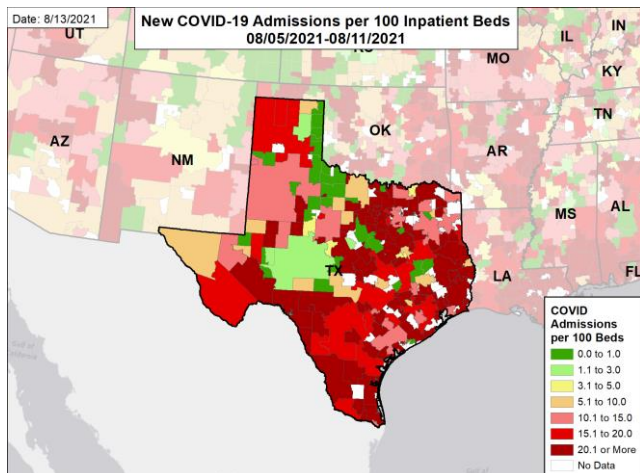 Date: 8/13/2021
New COVID-19 Admissions per 100 Inpatient Beds
08/05/2021-08/11/2021
UT
MO
IL
IN
KY
AZ
NM
OK
AR
TN
MS
AL
TX
LA
FL
COVID
Admissions
per 100 Beds
0.0 to 1.0
1.1 to 3.0
3.1 to 5.0
5.1 to 10.0
10.1 to 15.0
15.1 to 20.0
20.1 or More
No Data